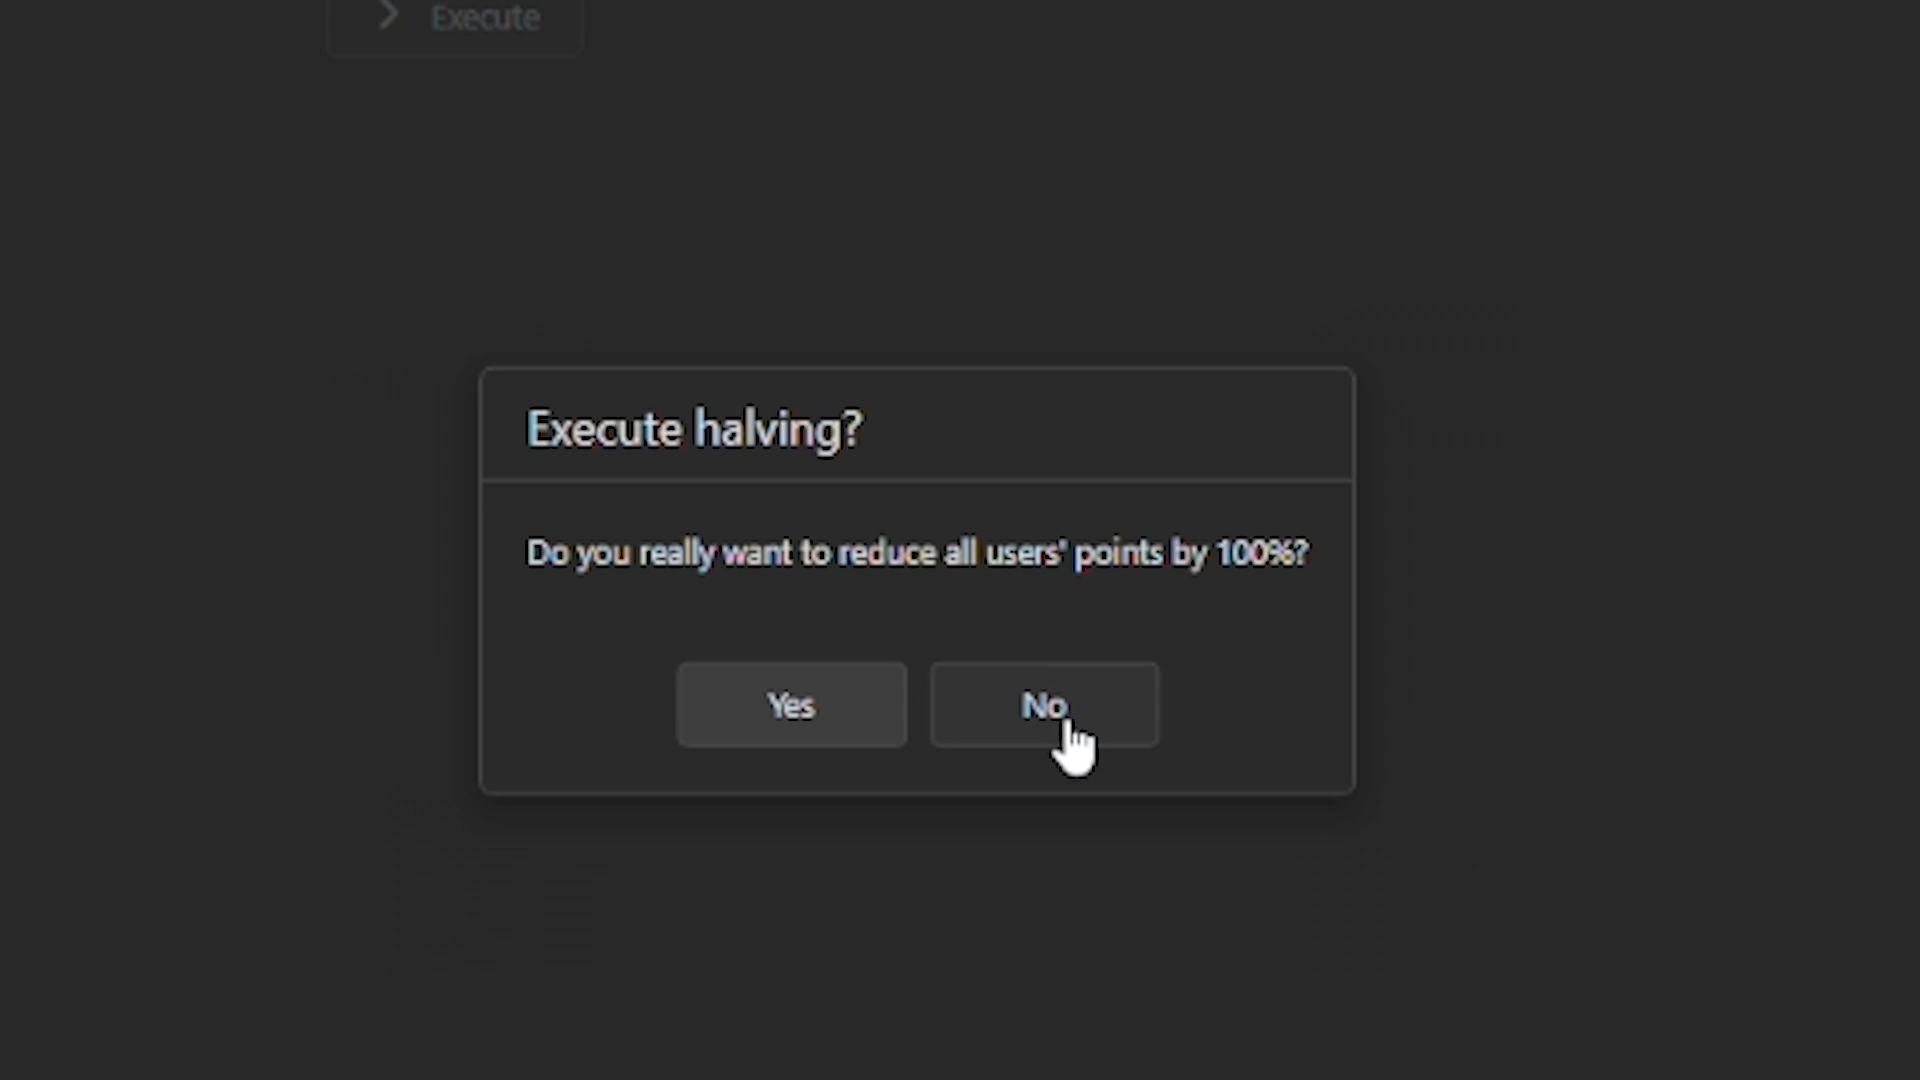 Execute
Execute halving?
Do you really want to reduce all users' points by 100%?
Yes
No